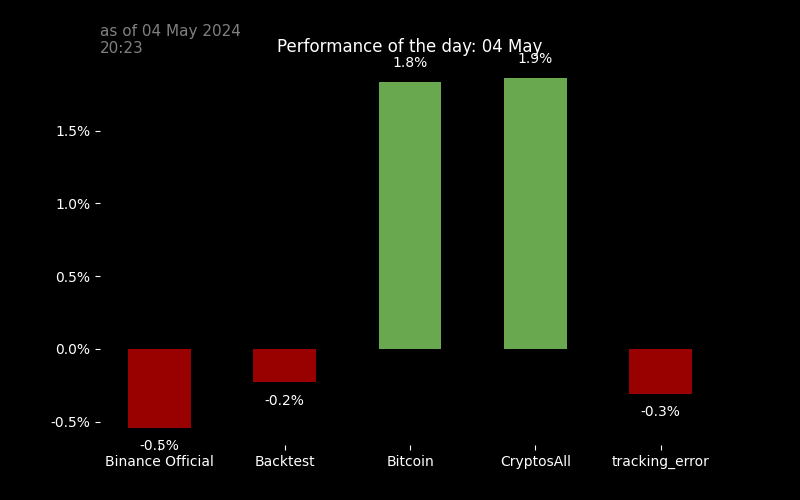 as of 04 May 2024
20:23
Performance of the day: 04 May
1.8%
1.9%
1.5%
1.0%
0.5%
0.0%
-0.5%
-0.2%
-0.3%
-0.5%
Binance Official
Backtest
Bitcoin
CryptosAll
tracking_error